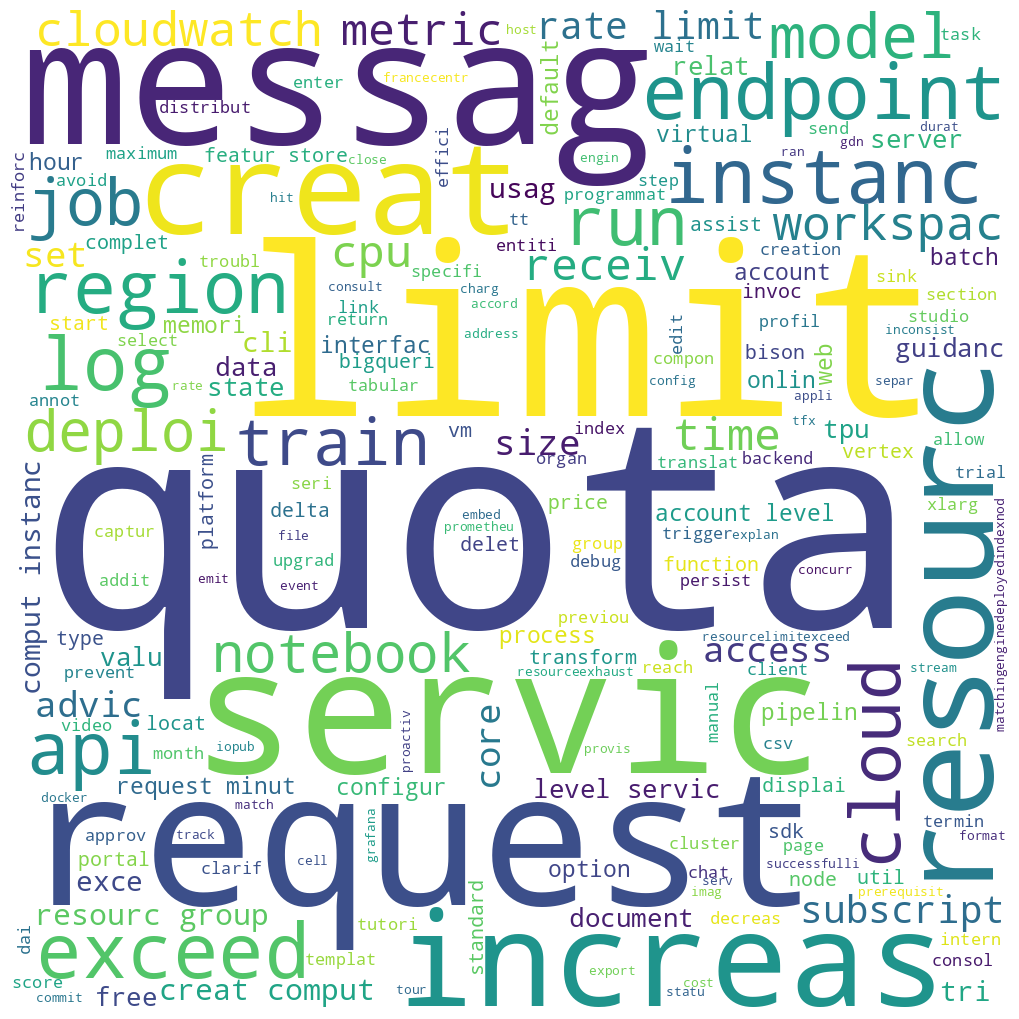 host
cloudwatch
metric
rate limit
model
task
wait
francecentr
relat
messag
enter
default
endpoint
distribut
virtual
send
durat
server
gdn
hour
maximum
featur store
close
effici
engin
ran
instanc
reinforc
avoid
job
creat
hit
usag
step
programmat
run
tt
assist
workspac
set
complet
cpu
entiti
receiv
creation
batch
troubl
specifi
account
sink
region
consult
charg
invoc
section
link
accord
limit
start
memori
return
address
edit
profil
studio
inconsist
select
cli
interfac
log
data
bigqueri
compon
bison
web
guidanc
rate
state
tabular
config
onlin
separ
annot
appli
resourc
deploi
train
vm
size
index
time
tfx
tpu
allow
organ
translat
backend
vertex
comput instanc
platform
seri
trial
quota
embed
price
xlarg
delta
captur
file
prometheu
delet
account level
trigger
explan
upgrad
group
debug
function
concurr
addit
emit
event
persist
matchingenginedeployedindexnod
previou
type
notebook
process
resourcelimitexceed
access
valu
transform
prevent
resourceexhaust
reach
client
cloud
stream
servic
advic
core
manual
pipelin
video
locat
api
month
iopub
proactiv
provis
csv
search
request minut
configur
level servic
displai
docker
match
request
approv
track
grafana
sdk
termin
format
portal
clarif
cell
cluster
page
successfulli
exce
option
chat
serv
node
util
imag
prerequisit
resourc group
standard
document
decreas
subscript
tutori
dai
exceed
increas
intern
templat
consol
score
export
cost
commit
free
creat comput
tour
statu
tri